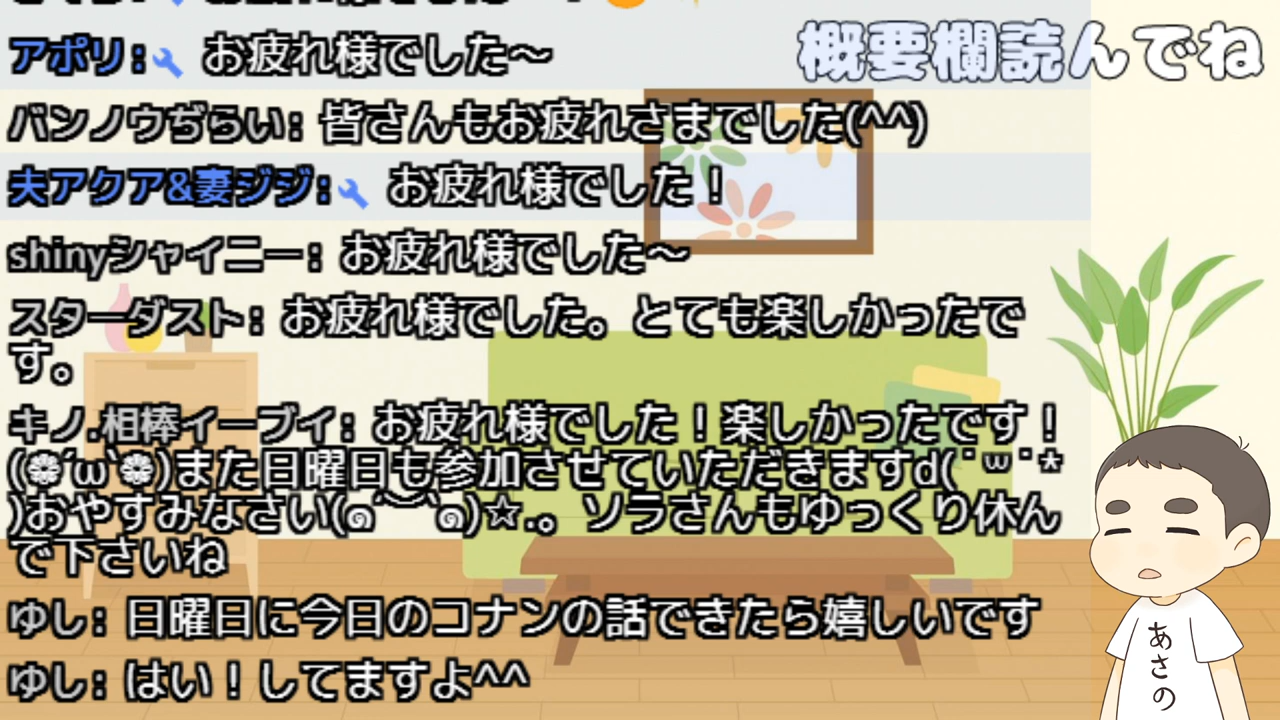 アポリ: お疲れ様でした〜
概要欄読んでね
バンノウぢらい: 皆さんもお疲れさまでした(^^)
夫アクア&妻ジジ: お疲れ様でした！
shinyシャイニー: お疲れ様でした〜
スターダスト: お疲れ様でした。とても楽しかったで
す。
キノ.相棒イーブイ: お疲れ様でした！楽しかったです！
(❁´ω`❁)また日曜日も参加させていただきますd(˙꒳˙*
)おやすみなさい(๑´︶`๑)☆.。ソラさんもゆっくり休ん
で下さいね
ゆし: 日曜日に今日のコナンの話できたら嬉しいです
ゆし: はい！してますよ^^
あさの